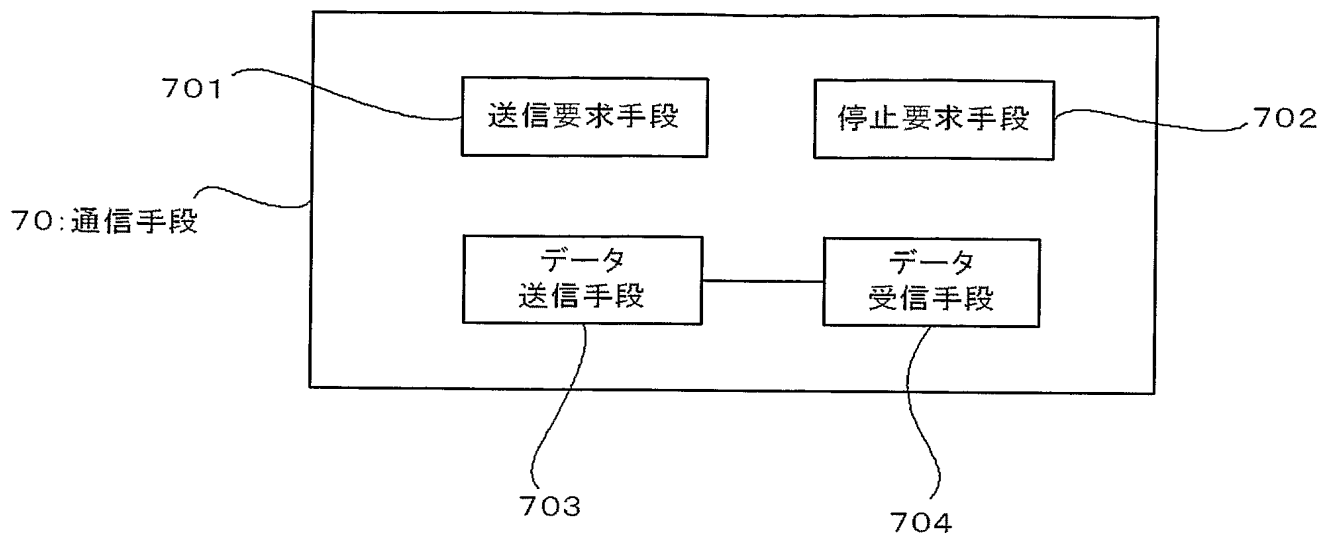 701
送信要求手段
停止要求手段
702
70:通信手段
データ
送信手段
データ
受信手段
703
704